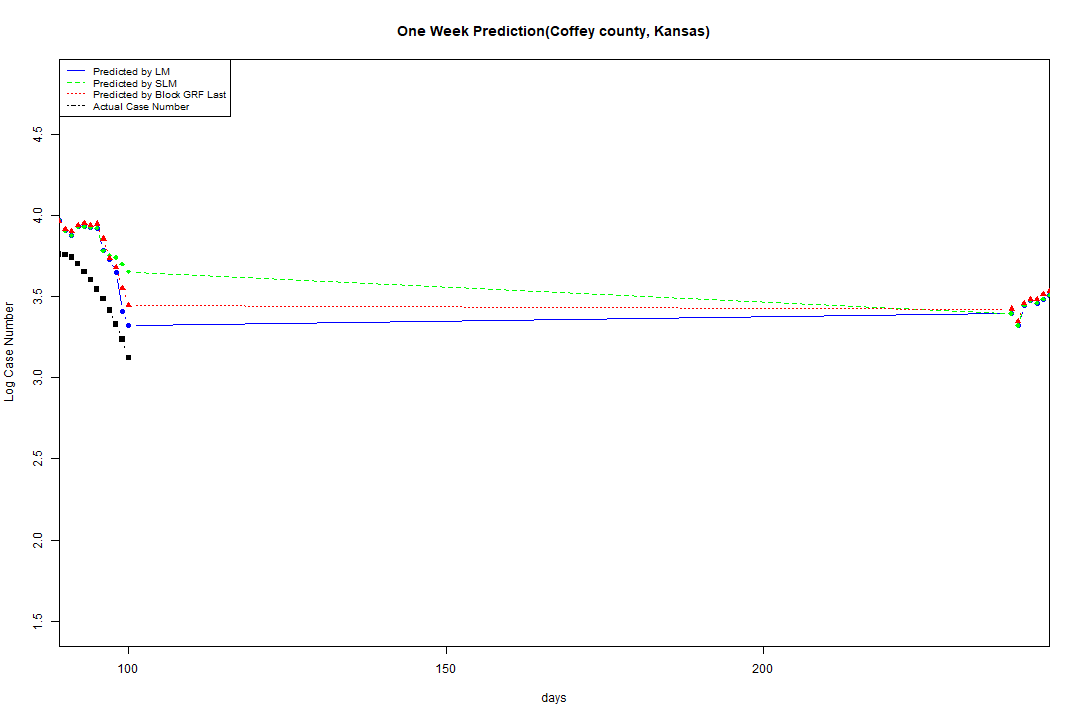 One Week Prediction(Coffey county, Kansas)
Predicted by LM
Predicted by SLM
Predicted by Block GRF Last
Actual Case Number
Log Case Number
4.5
4.0
3.5
3.0
2.5
2.0
1.5
100
150
200
days